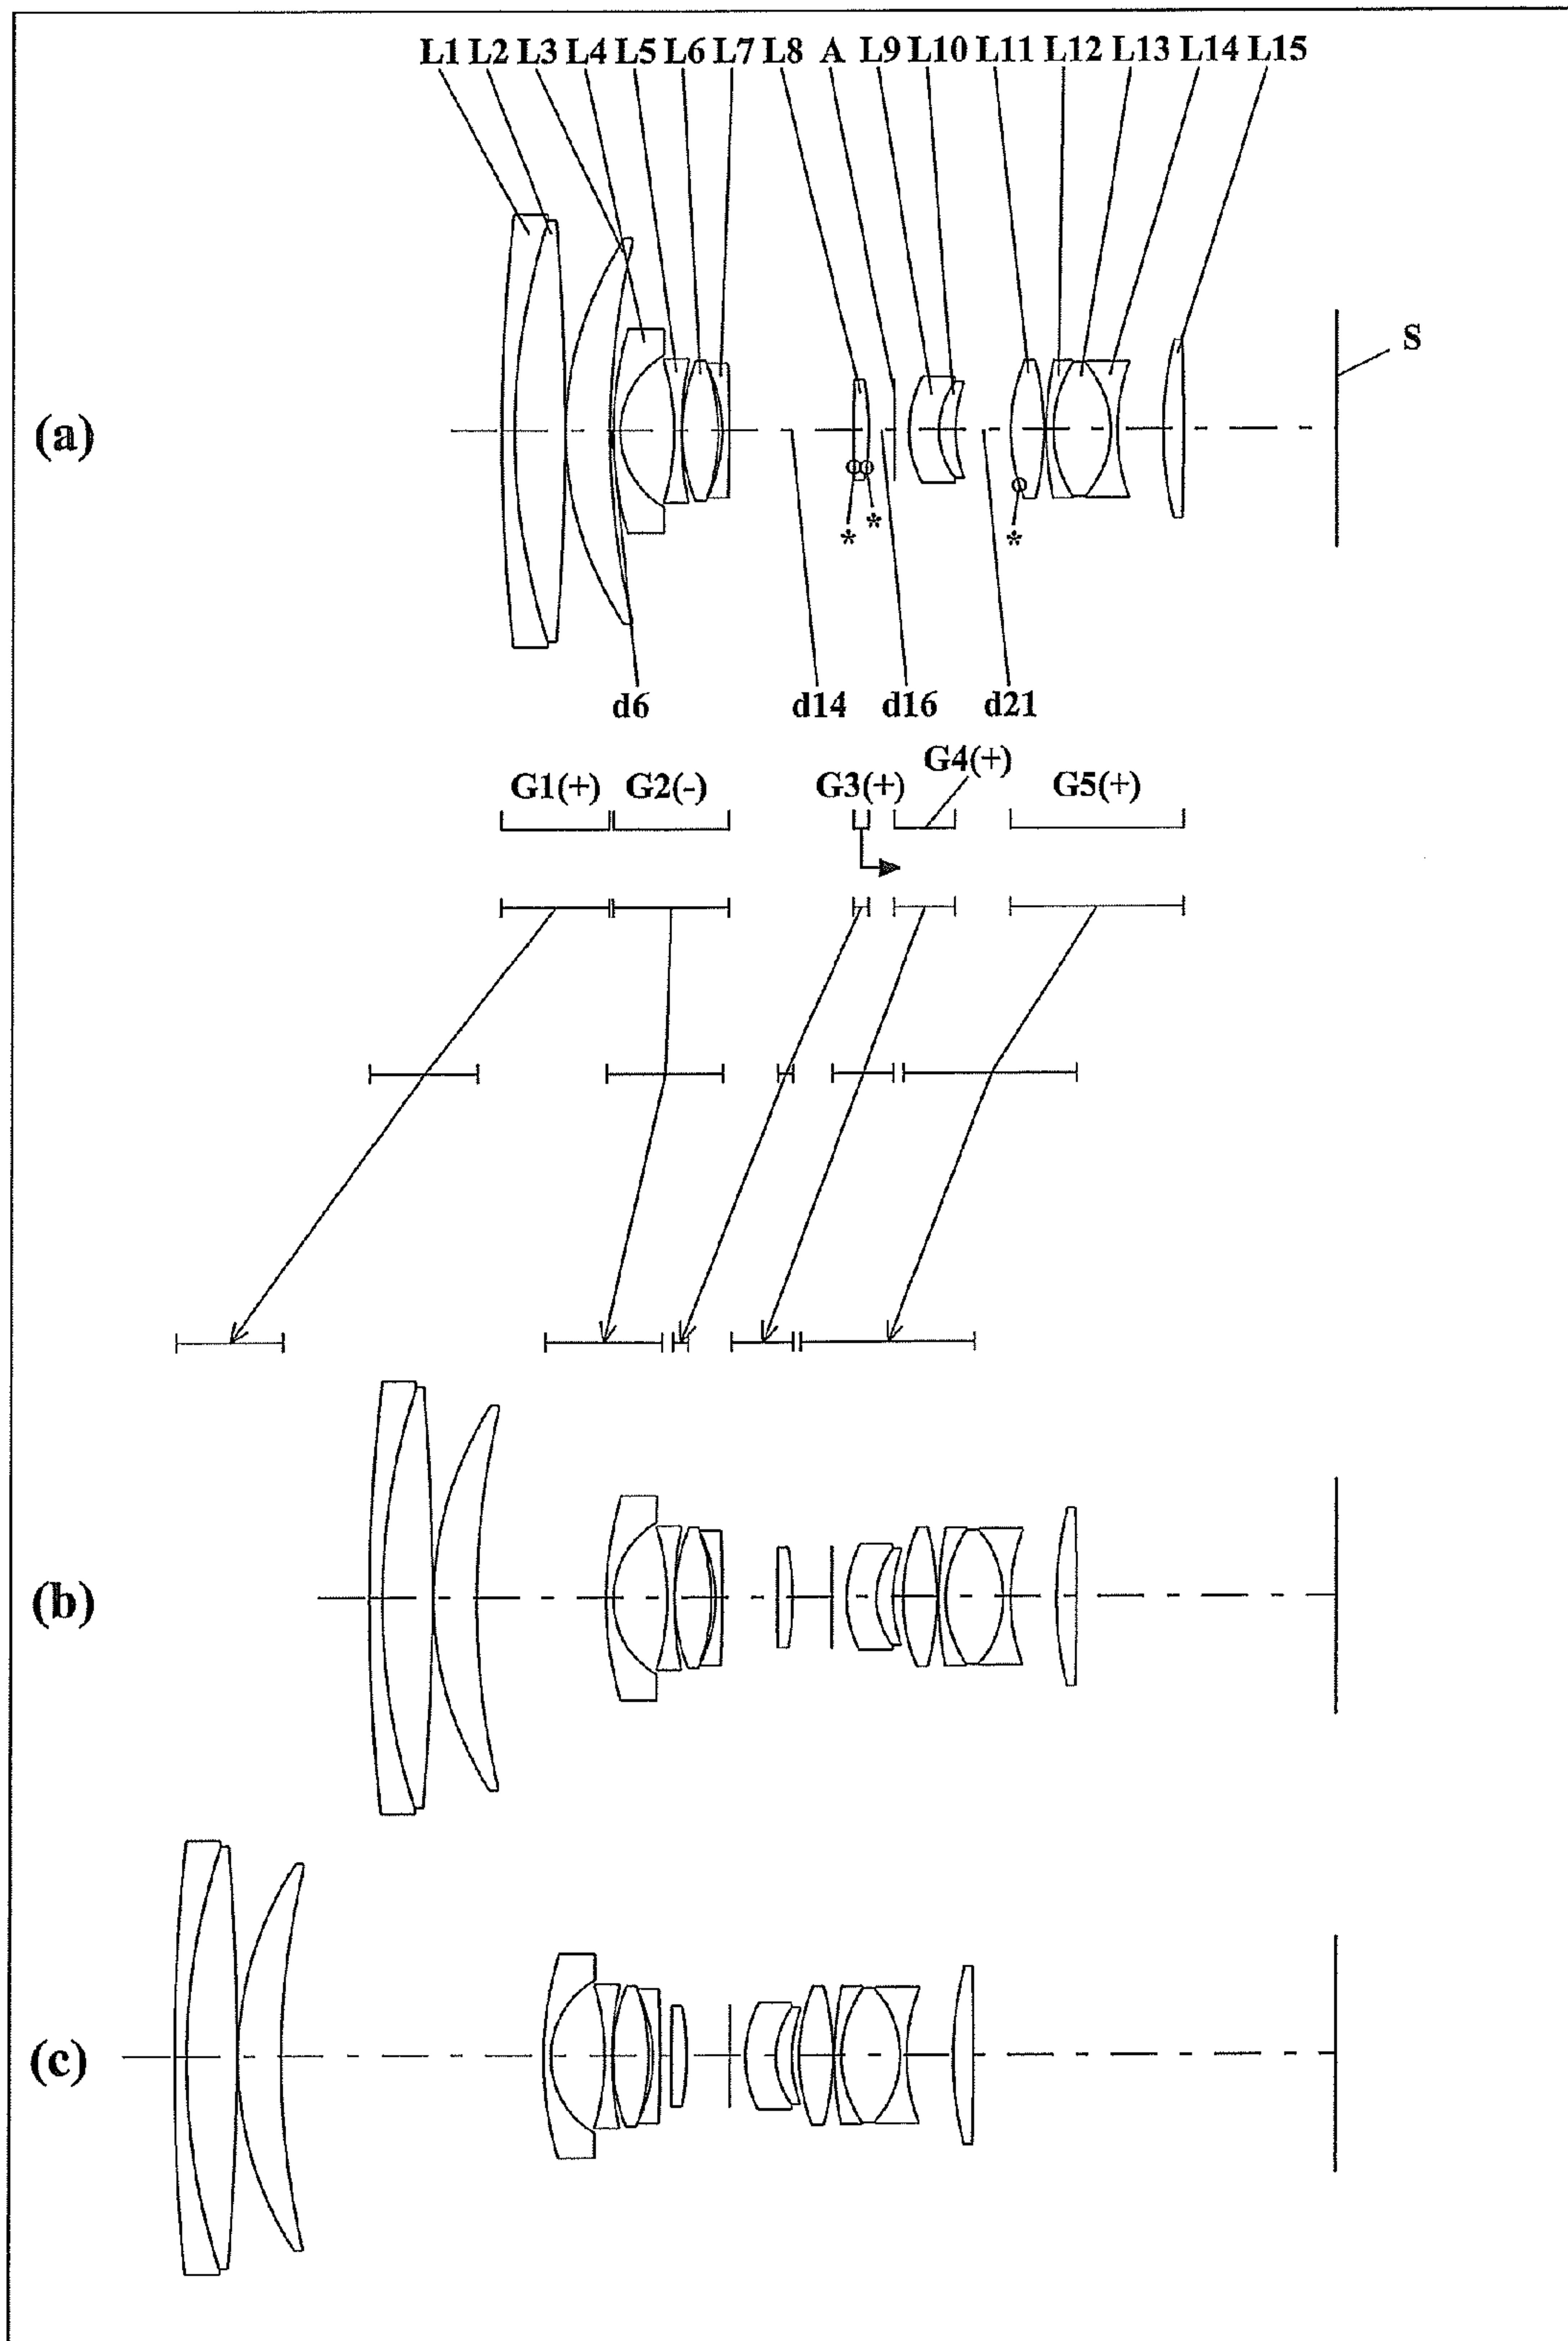 L1 L2 L3 L4 L5 L6 L7 L8 A L9 L10 L11 L12 L13 L14 L15
S
(a)
* * *
d6 d14 d16 d21
G1(+) G2(-) G3(+) G4(+) G5(+)
(b)
(c)